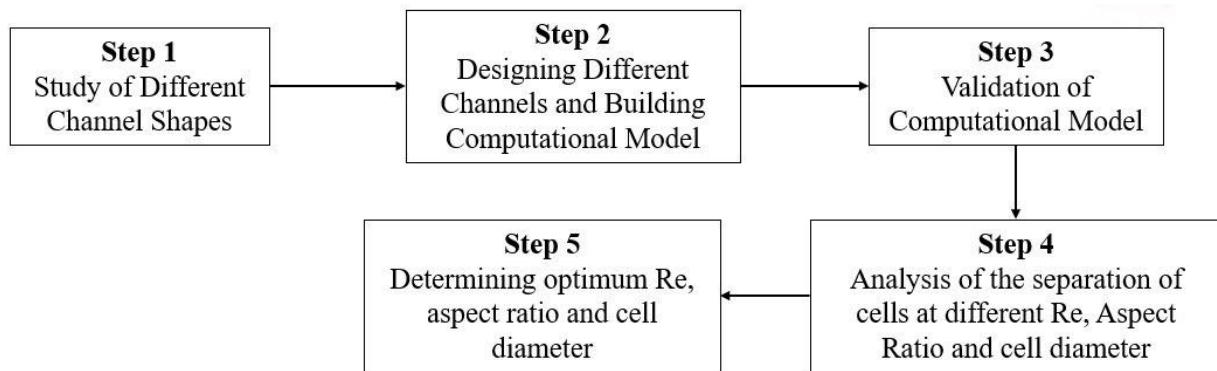 Step 1
Study of Different
Channel Shapes
Step 2
Designing Different
Channels and Building
Computational Model
Step 3
Validation of
Computational Model
Step 4
Analysis of the separation of
cells at different Re, Aspect
Ratio and cell diameter
Step 5
Determining optimum Re,
aspect ratio and cell
diameter